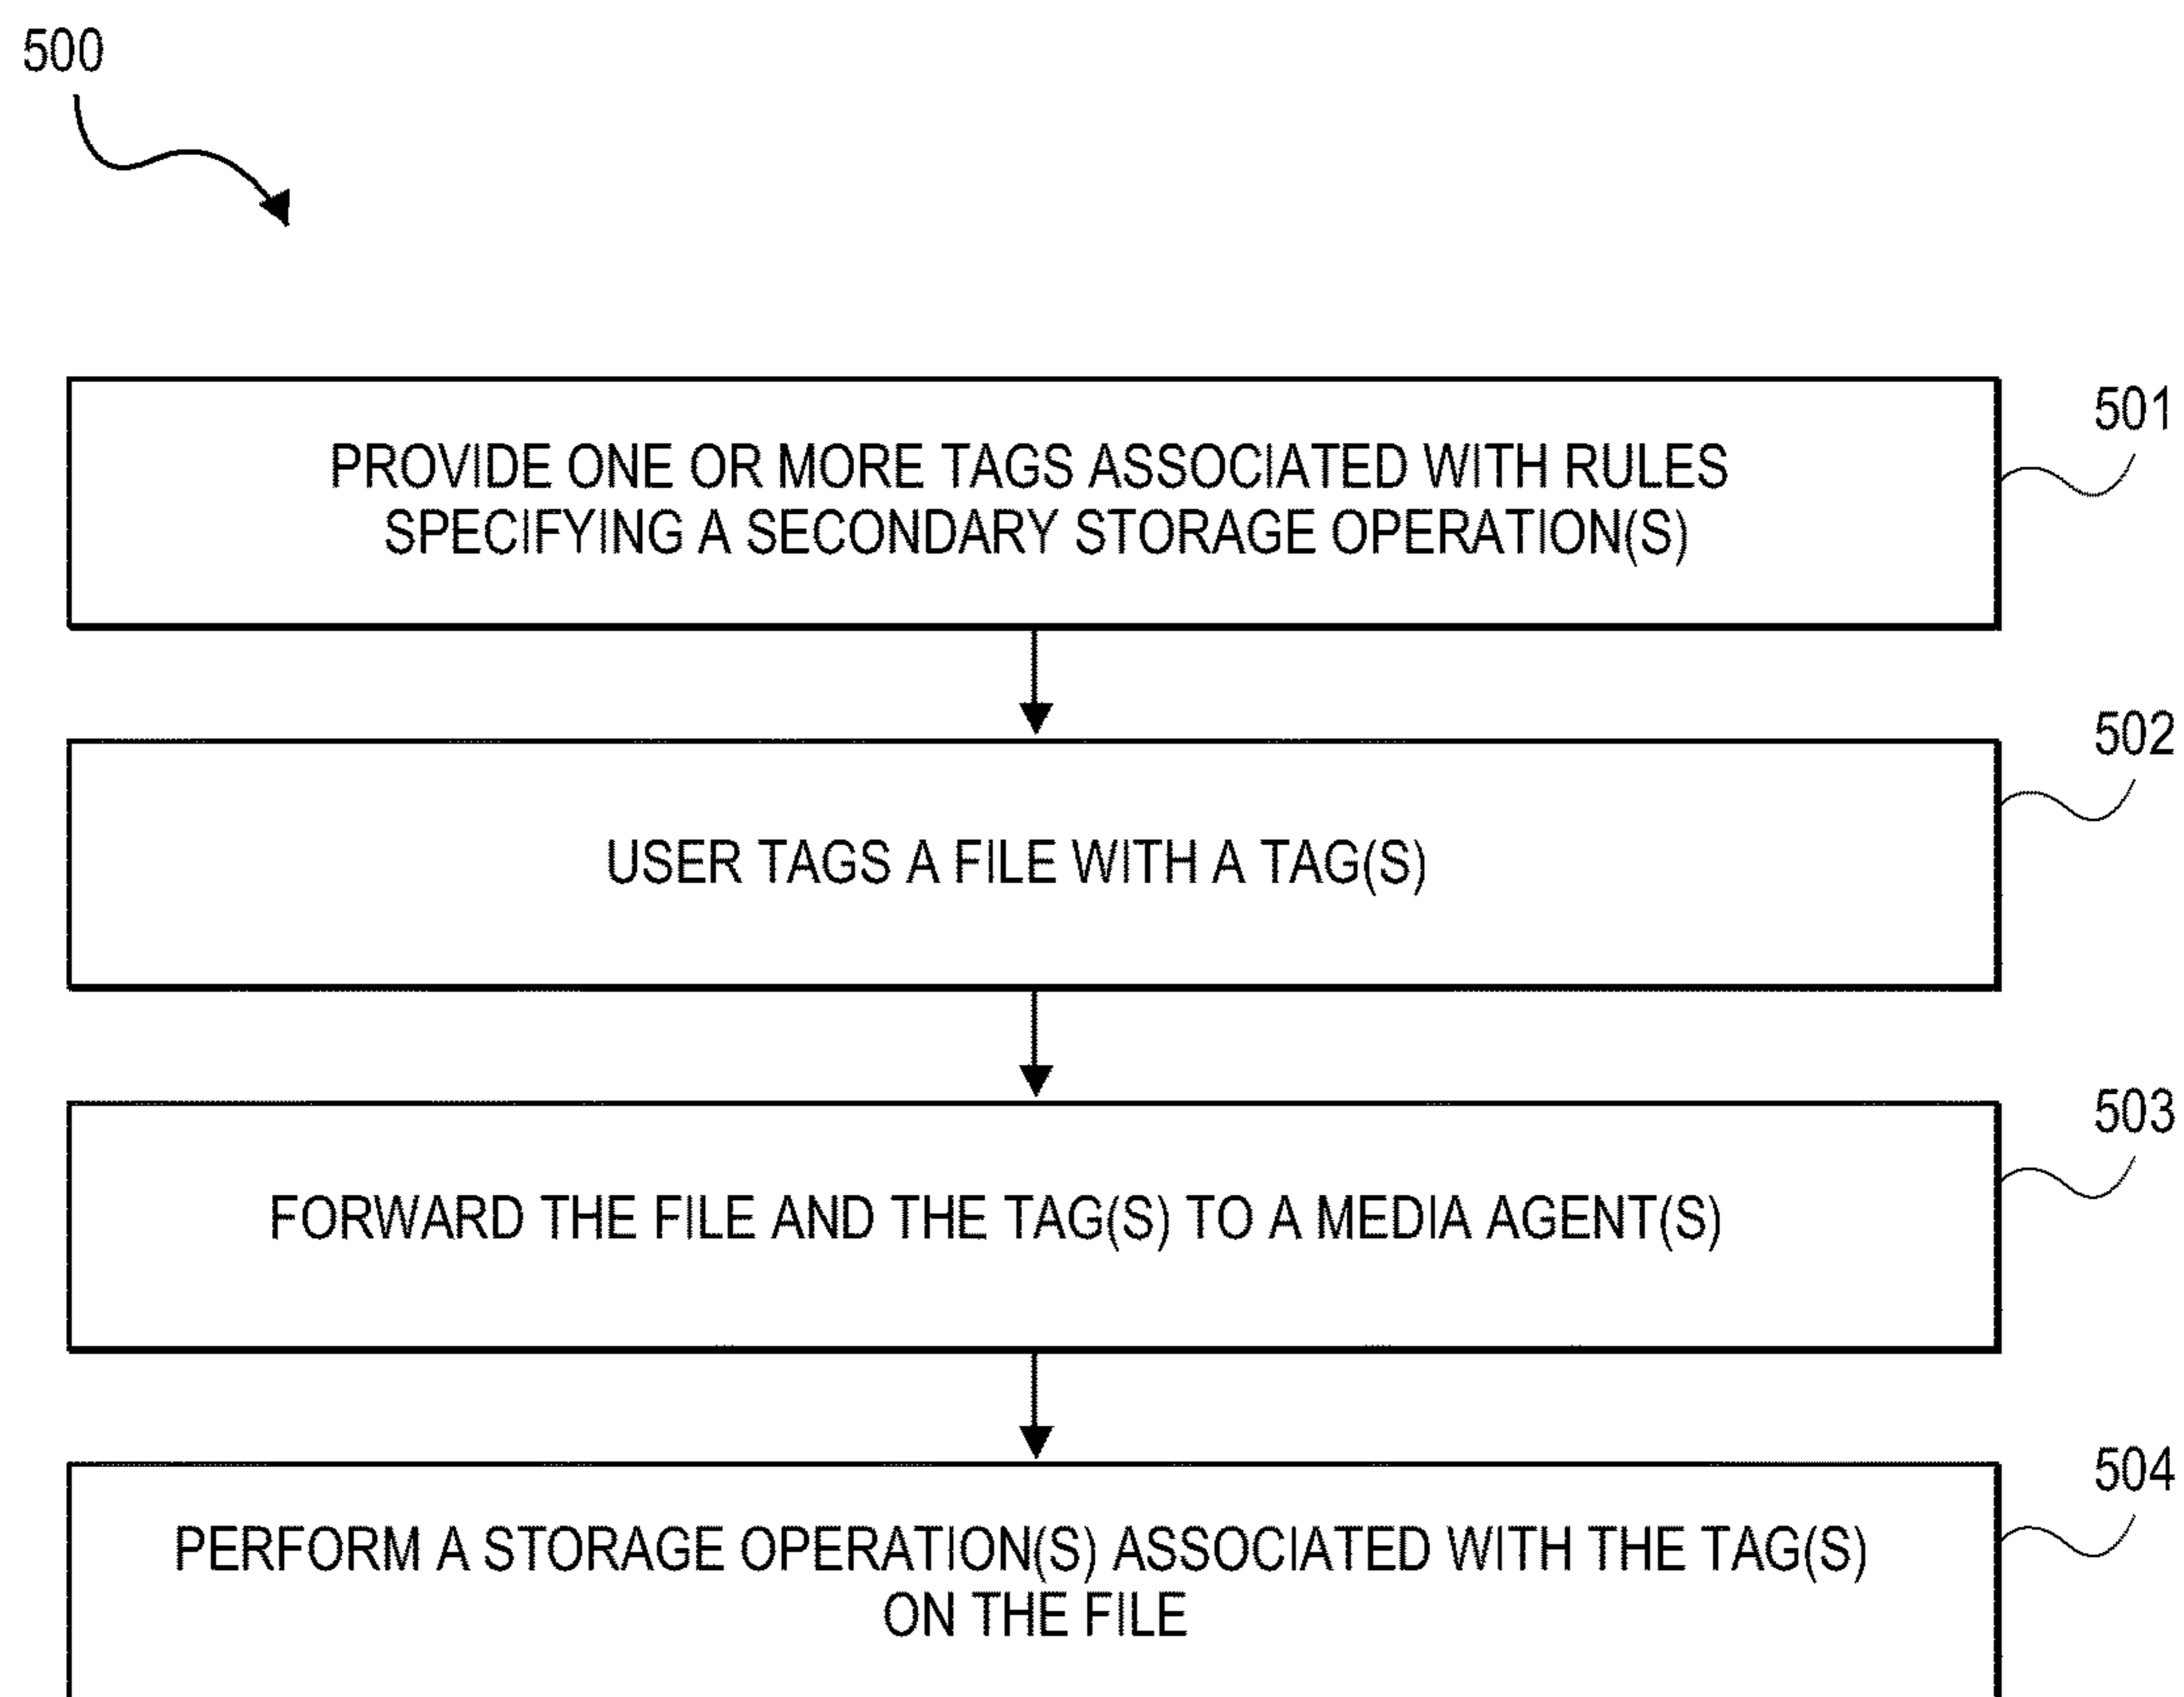 500
501
PROVIDE ONE OR MORE TAGS ASSOCIATED WITH RULES
SPECIFYING A SECONDARY STORAGE OPERATION(S)
502
USER TAGS A FILE WITH A TAG(S)
503
FORWARD THE FILE AND THE TAG(S) TO A MEDIA AGENT(S)
504
PERFORM A STORAGE OPERATION(S) ASSOCIATED WITH THE TAG(S)
ON THE FILE